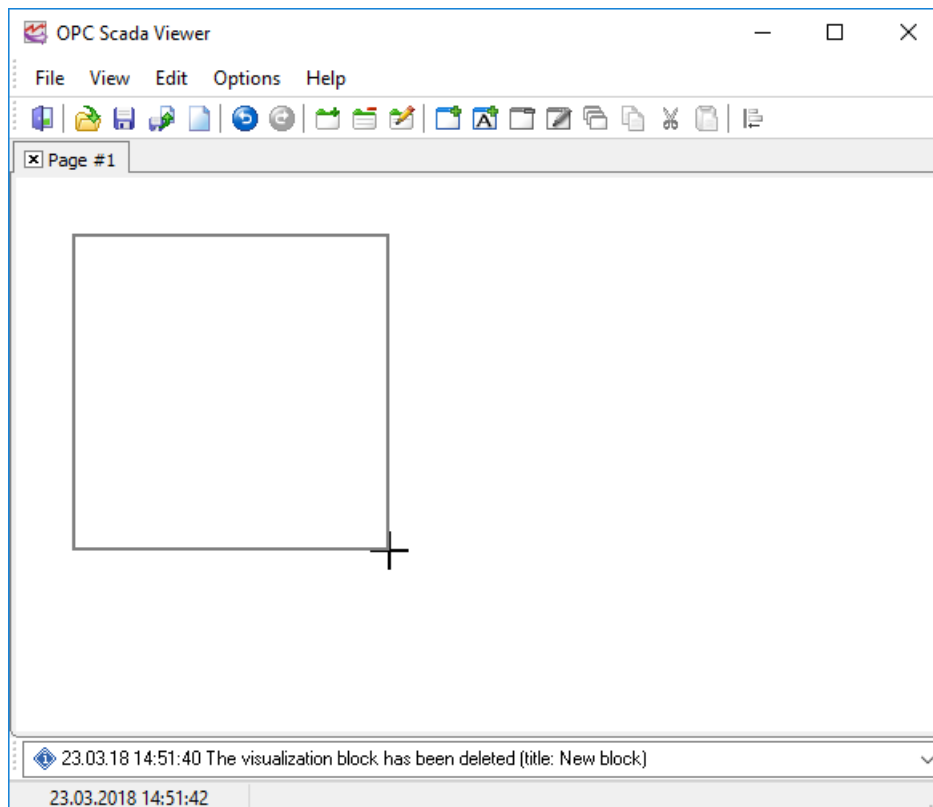 OPC Scada Viewer
File View Edit Options Help
A
Page #1
23.03.18 14:51:40 The visualization block has been deleted (title: New block)
23.03.2018 14:51:42